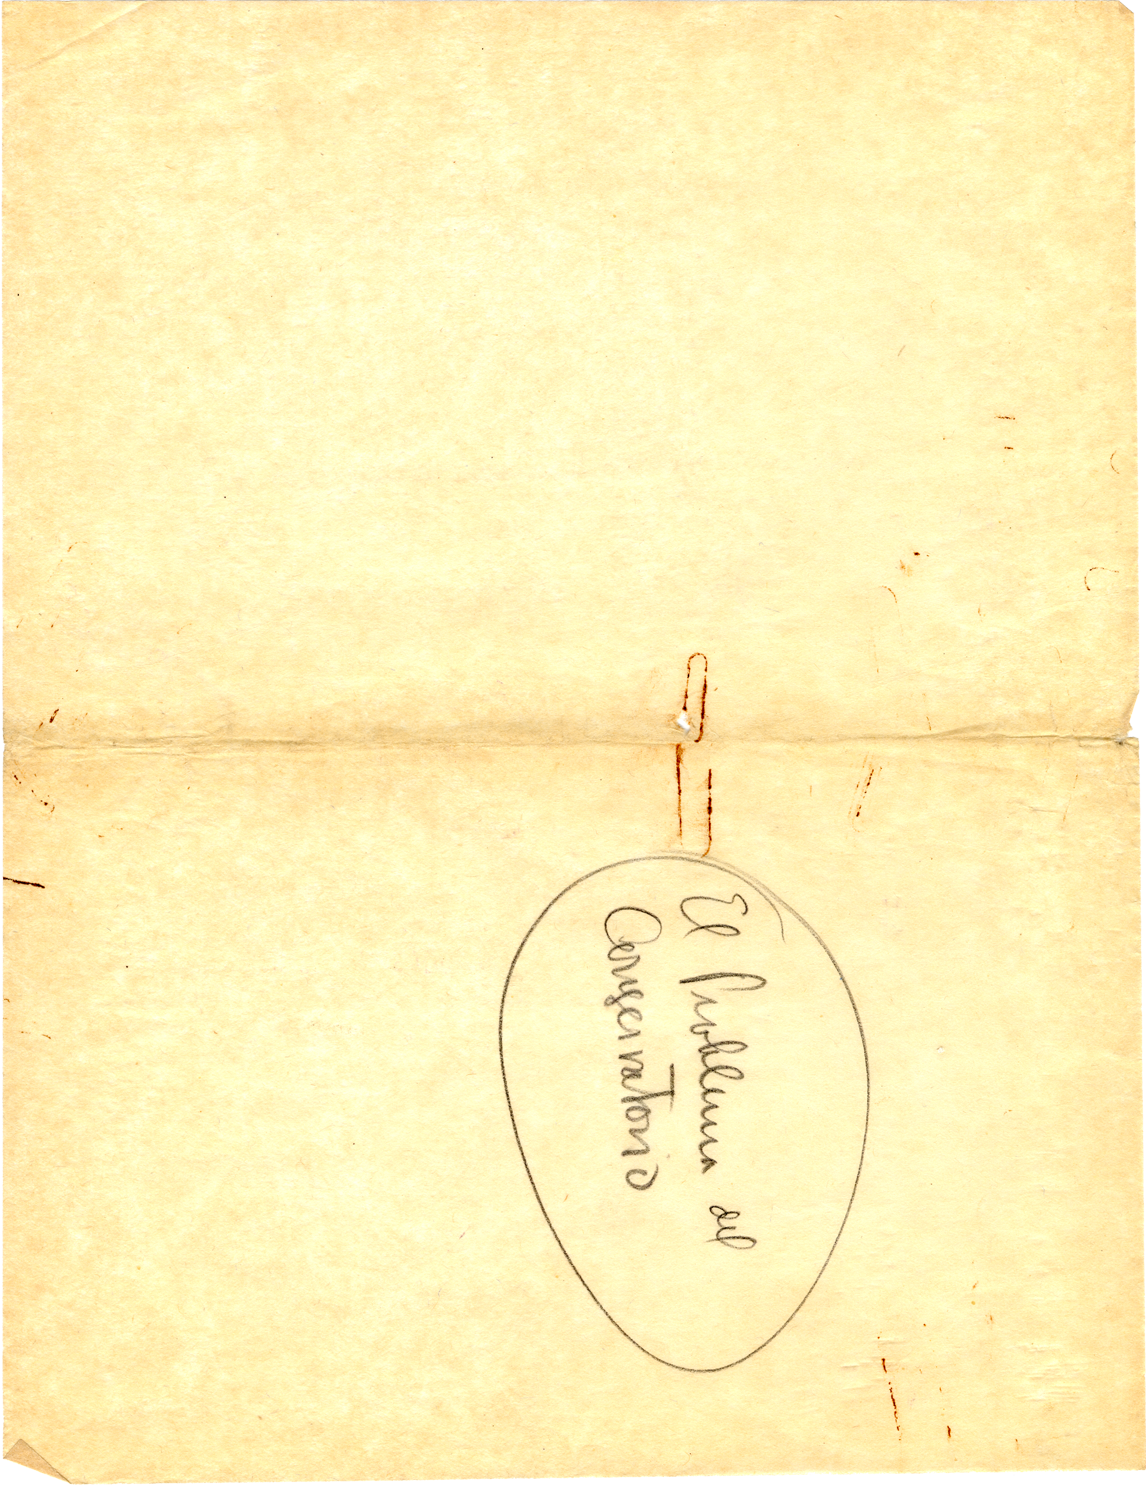 El Problema del
Conservatorio